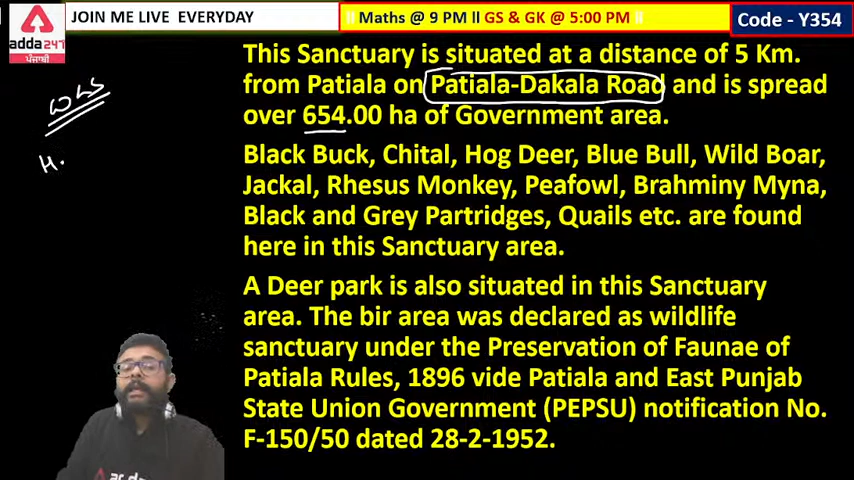 JOIN ME LIVE EVERYDAY
ll Maths @ 9 PM ll GS & GK @ 5:00 PM ll
Code - Y354
adda247
ਪੰਜਾਬੀ
This Sanctuary is situated at a distance of 5 Km.
from Patiala on Patiala-Dakala Road and is spread
over 654.00 ha of Government area.
WLS
H.
Black Buck, Chital, Hog Deer, Blue Bull, Wild Boar,
Jackal, Rhesus Monkey, Peafowl, Brahminy Myna,
Black and Grey Partridges, Quails etc. are found
here in this Sanctuary area.
A Deer park is also situated in this Sanctuary
area. The bir area was declared as wildlife
sanctuary under the Preservation of Faunae of
Patiala Rules, 1896 vide Patiala and East Punjab
State Union Government (PEPSU) notification No.
F-150/50 dated 28-2-1952.